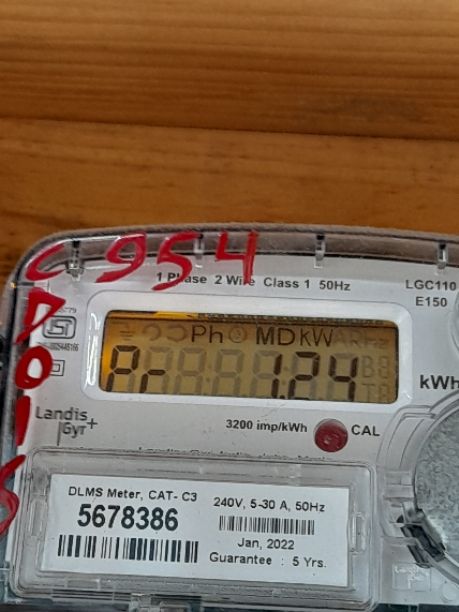 C 954
1 Phase 2 Wire Class 1 50Hz
LGC110
E150
Ph MD kW
Pr 1.24
kWh
Landis
Gyr+
3200 imp/kWh
CAL
DLMS Meter, CAT- C3
5678386
240V, 5-30 A, 50Hz
Jan, 2022
Guarantee : 5 Yrs.